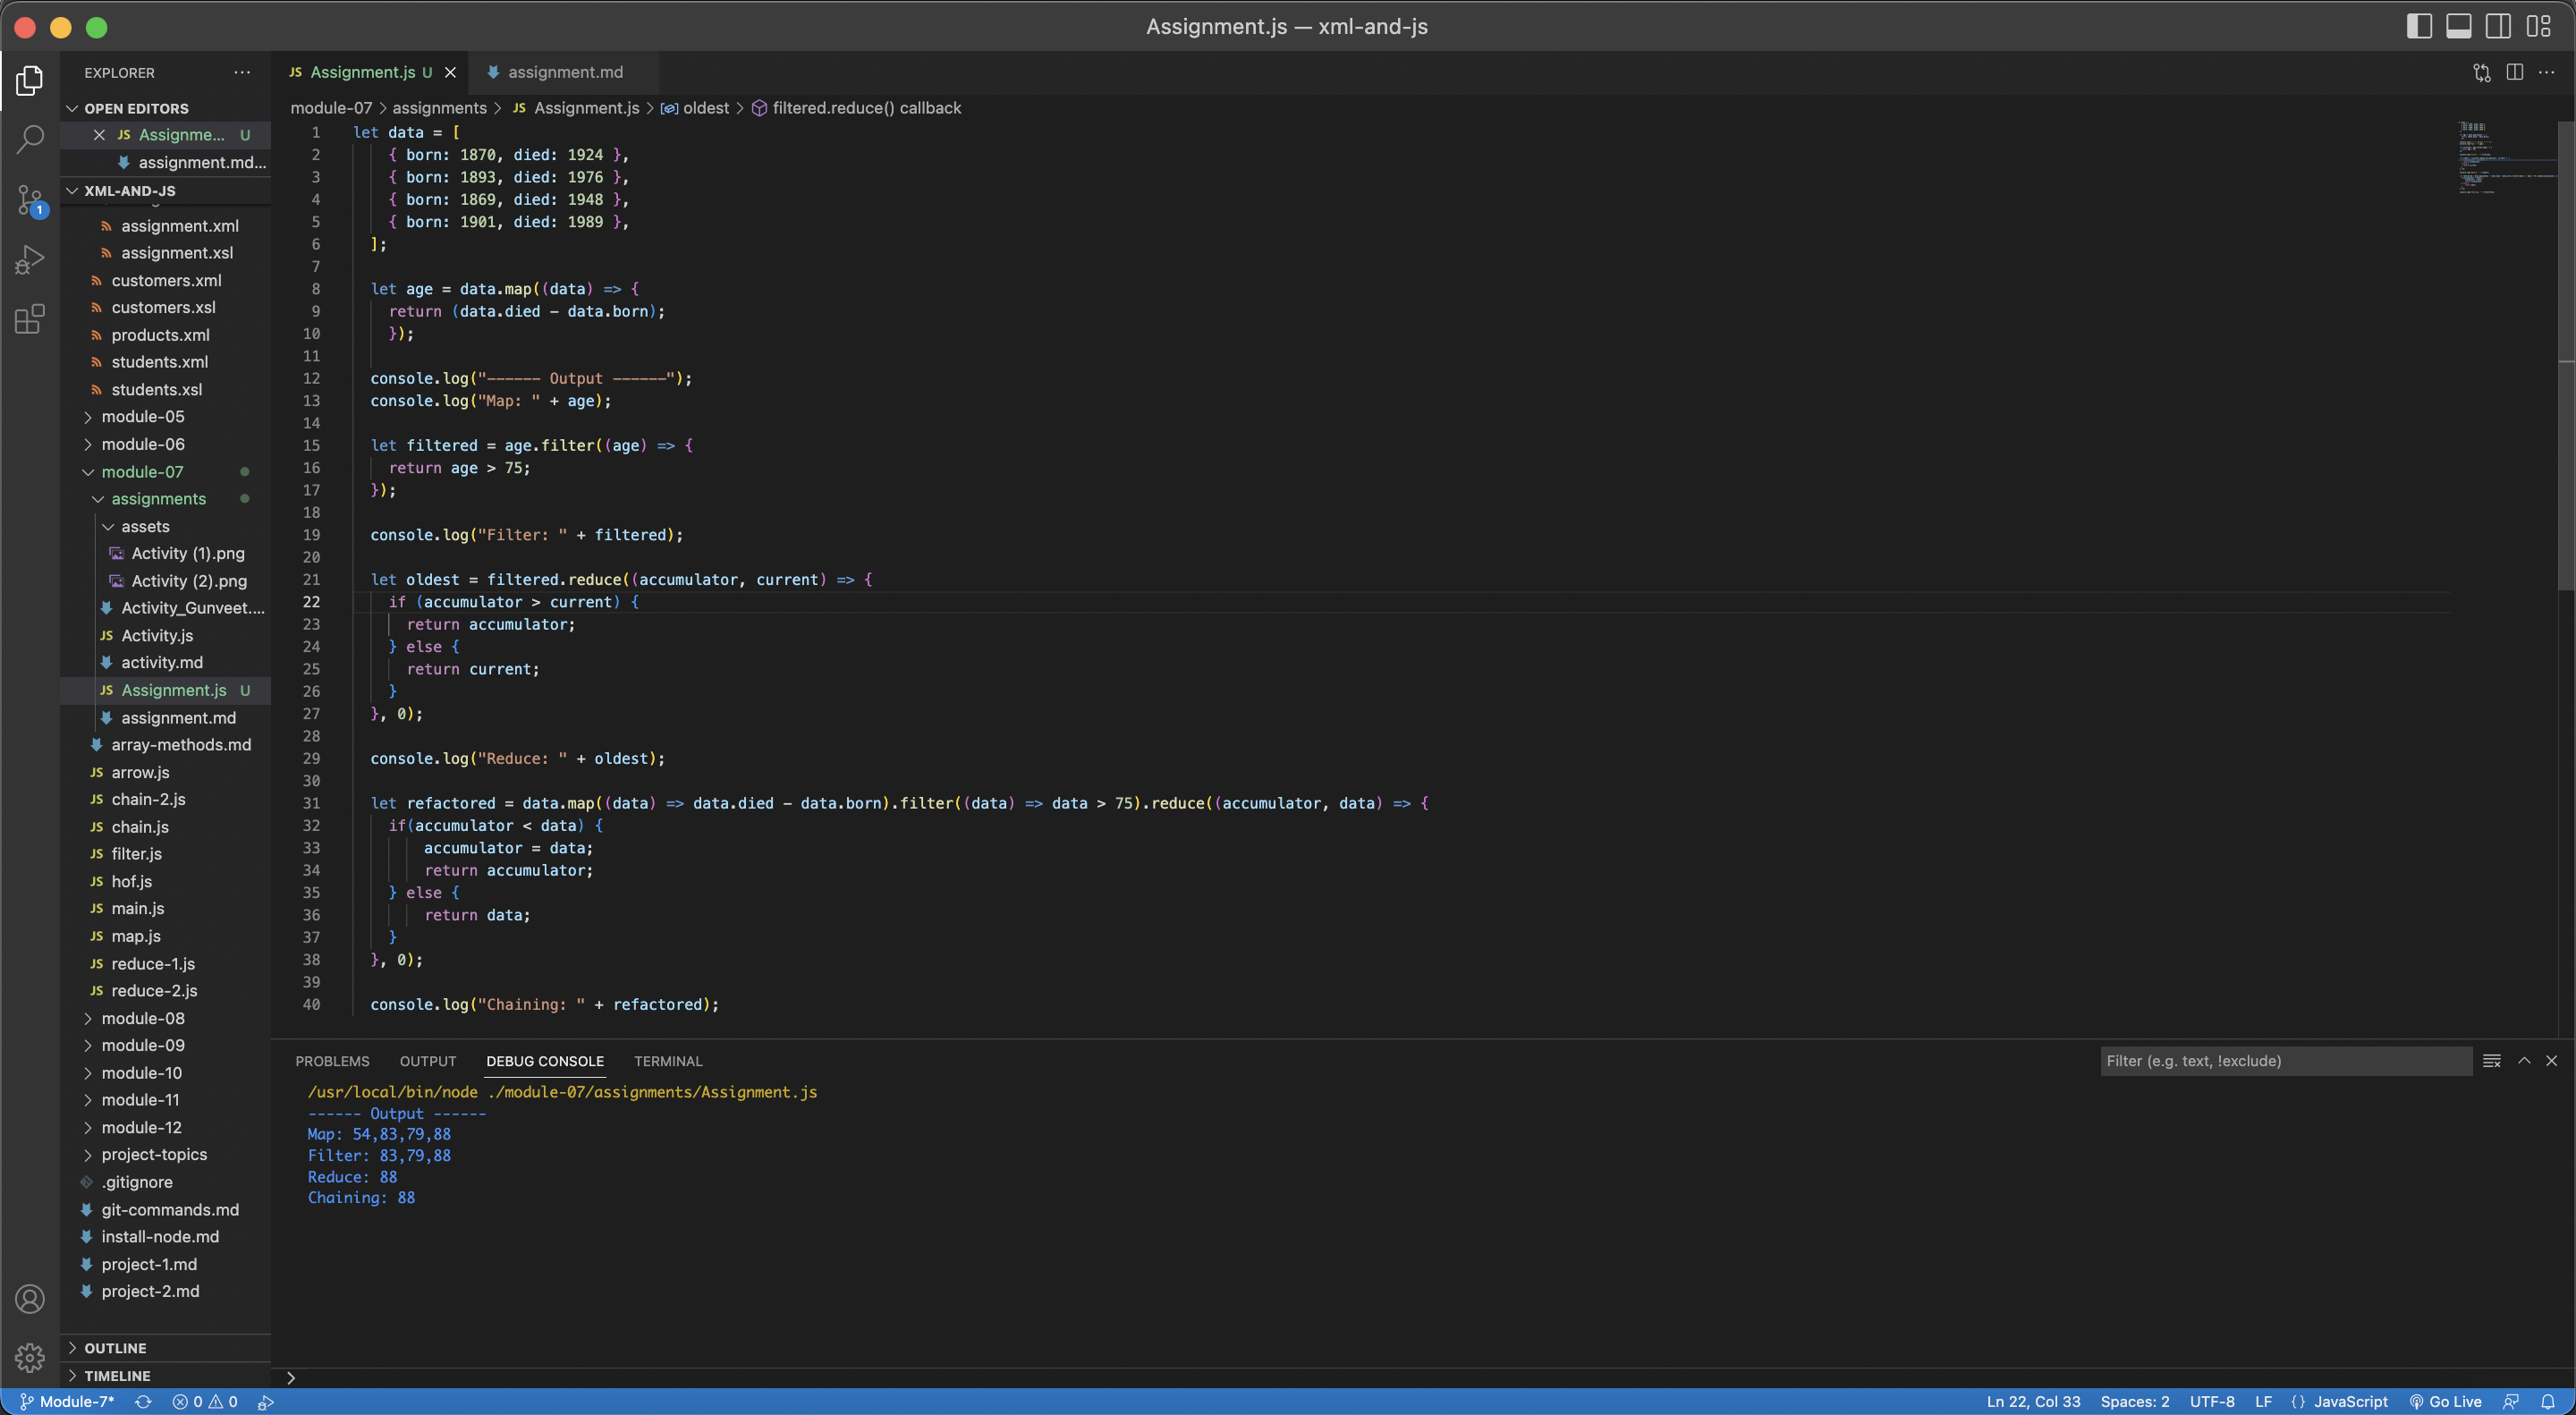 Assignment.js — xml-and-js
EXPLORER
OPEN EDITORS
JS Assignme... U
assignment.md...
XML-AND-JS
assignment.xml
assignment.xsl
customers.xml
customers.xsl
products.xml
students.xml
students.xsl
module-05
module-06
module-07
assignments
assets
Activity (1).png
Activity (2).png
Activity_Gunveet....
JS Activity.js
activity.md
JS Assignment.js U
assignment.md
array-methods.md
JS arrow.js
JS chain-2.js
JS chain.js
JS filter.js
JS hof.js
JS main.js
JS map.js
JS reduce-1.js
JS reduce-2.js
module-08
module-09
module-10
module-11
module-12
project-topics
.gitignore
git-commands.md
install-node.md
project-1.md
project-2.md
OUTLINE
TIMELINE
1
JS Assignment.js U
assignment.md
module-07 > assignments > JS Assignment.js > oldest > filtered.reduce() callback
1 let data = [
2 { born: 1870, died: 1924 },
3 { born: 1893, died: 1976 },
4 { born: 1869, died: 1948 },
5 { born: 1901, died: 1989 },
6 ];
7
8 let age = data.map((data) => {
9 return (data.died - data.born);
10 });
11
12 console.log("------ Output ------");
13 console.log("Map: " + age);
14
15 let filtered = age.filter((age) => {
16 return age > 75;
17 });
18
19 console.log("Filter: " + filtered);
20
21 let oldest = filtered.reduce((accumulator, current) => {
22 if (accumulator > current) {
23 return accumulator;
24 } else {
25 return current;
26 }
27 }, 0);
28
29 console.log("Reduce: " + oldest);
30
31 let refactored = data.map((data) => data.died - data.born).filter((data) => data > 75).reduce((accumulator, data) => {
32 if(accumulator < data) {
33 accumulator = data;
34 return accumulator;
35 } else {
36 return data;
37 }
38 }, 0);
39
40 console.log("Chaining: " + refactored);
PROBLEMS OUTPUT DEBUG CONSOLE TERMINAL
Filter (e.g. text, !exclude)
/usr/local/bin/node ./module-07/assignments/Assignment.js
------ Output ------
Map: 54,83,79,88
Filter: 83,79,88
Reduce: 88
Chaining: 88
Module-7* 0 0
Ln 22, Col 33 Spaces: 2 UTF-8 LF {} JavaScript Go Live